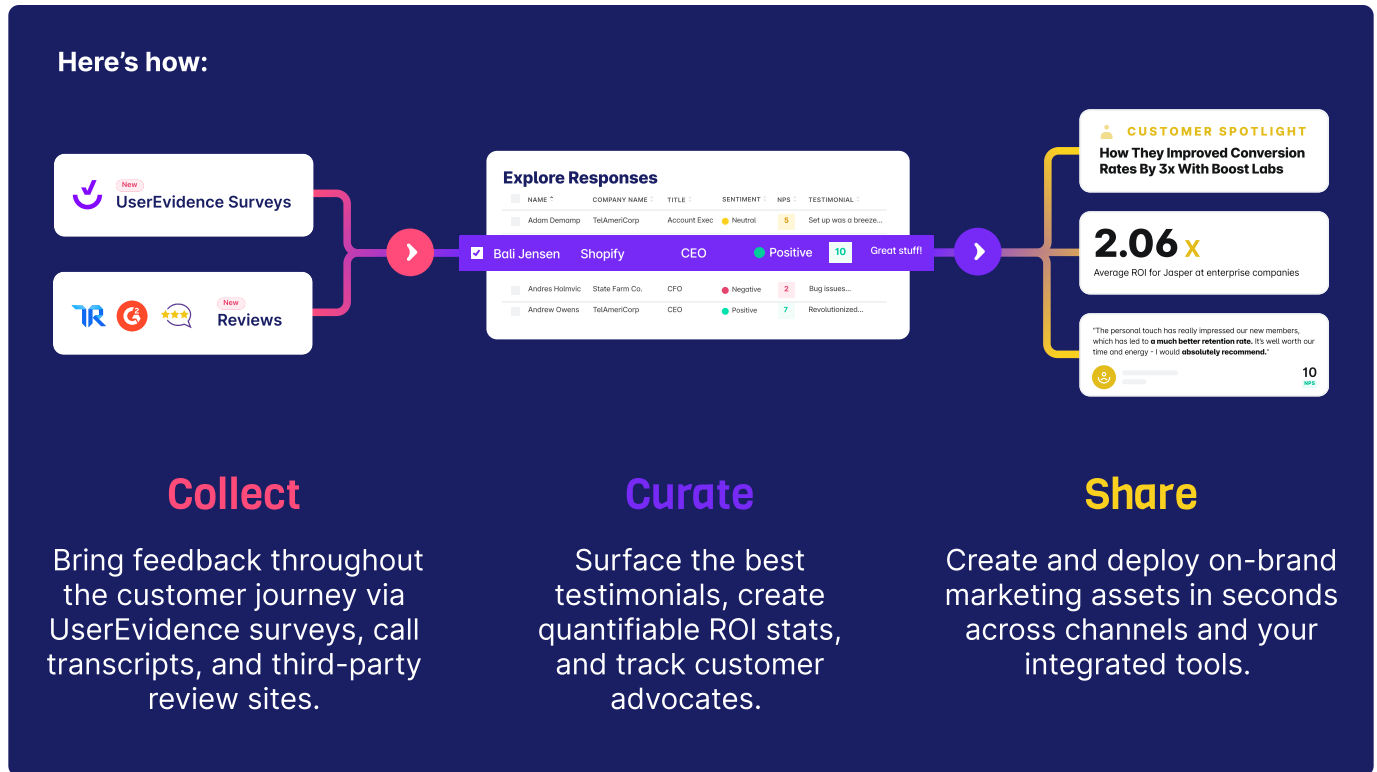 Here’s how:
New
UserEvidence Surveys
New
Reviews
Explore Responses
NAME COMPANY NAME TITLE SENTIMENT NPS TESTIMONIAL
Adam Demamp TelAmeriCorp Account Exec Neutral 5 Set up was a breeze...
Bali Jensen Shopify CEO Positive 10 Great stuff!
Andres Holmvic State Farm Co. CFO Negative 2 Bug issues...
Andrew Owens TelAmeriCorp CEO Positive 7 Revolutionized...
CUSTOMER SPOTLIGHT
How They Improved Conversion
Rates By 3x With Boost Labs
2.06 X
Average ROI for Jasper at enterprise companies
"The personal touch has really impressed our new members,
which has led to a much better retention rate. It's well worth our
time and energy - I would absolutely recommend."
10
NPS
Collect
Bring feedback throughout
the customer journey via
UserEvidence surveys, call
transcripts, and third-party
review sites.
Curate
Surface the best
testimonials, create
quantifiable ROI stats,
and track customer
advocates.
Share
Create and deploy on-brand
marketing assets in seconds
across channels and your
integrated tools.